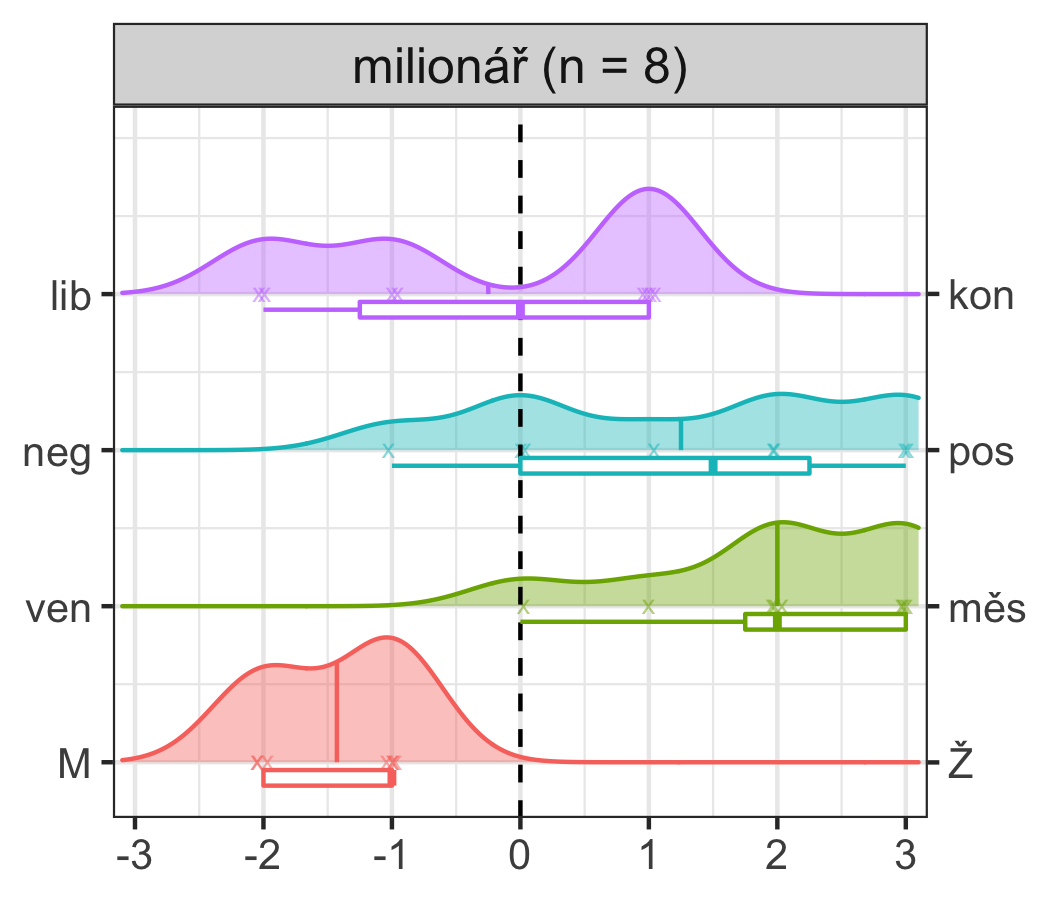 milionář (n = 8)
lib kon
neg pos
ven měs
M Ž
-3 -2 -1 0 1 2 3